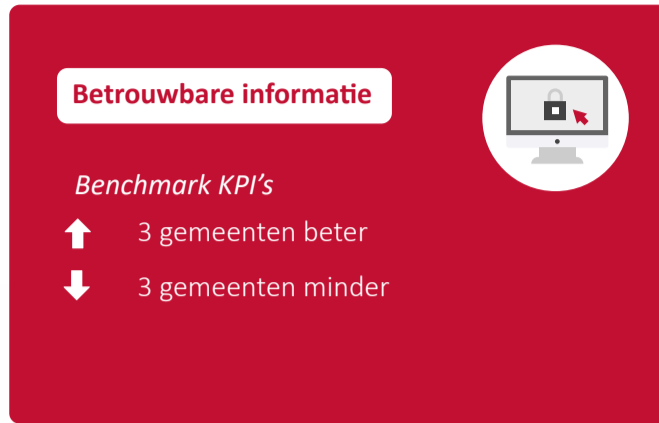 Betrouwbare informatie
Benchmark KPI's
3 gemeenten beter
3 gemeenten minder